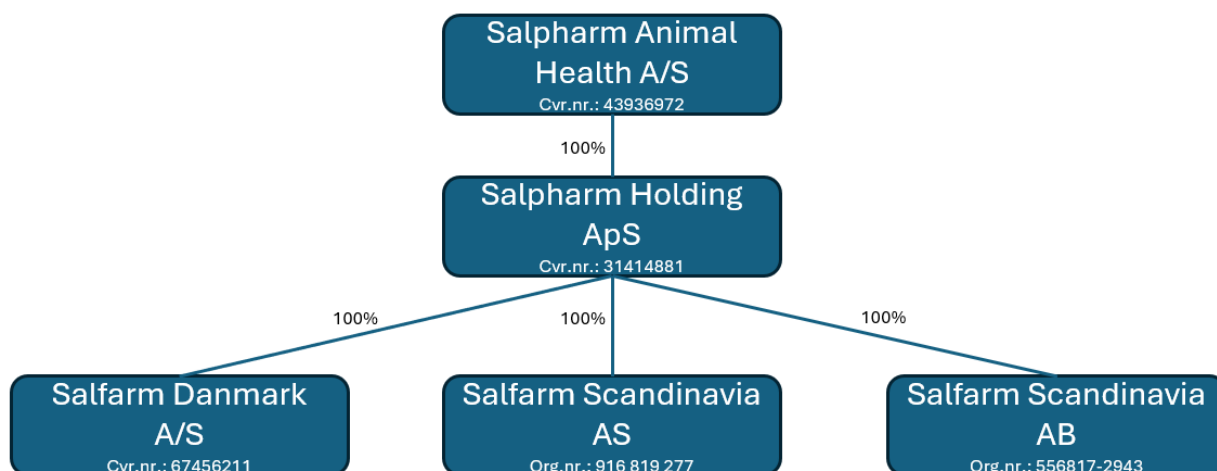 Salpharm Animal
Health A/S
Cvr.nr.: 43936972
100%
Salpharm Holding
ApS
Cvr.nr.: 31414881
100%
100%
100%
Salfarm Danmark
A/S
Cvr.nr.: 67456211
Salfarm Scandinavia
AS
Org.nr.: 916 819 277
Salfarm Scandinavia
AB
Org.nr.: 556817-2943